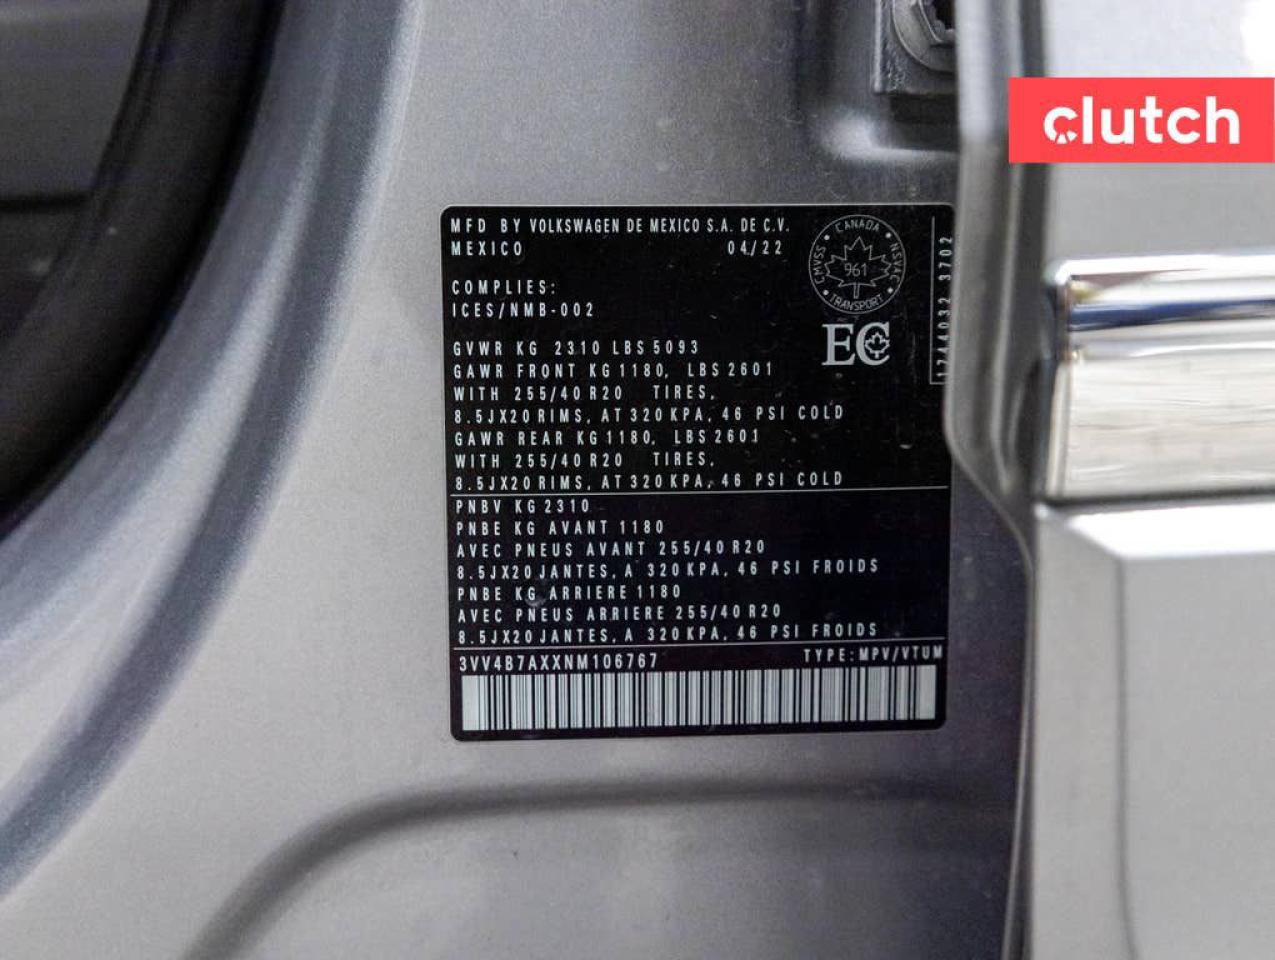 clutch
MFD BY VOLKSWAGEN DE MEXICO S.A. DE C.V.
MEXICO 04/22
CANADA
CMVSS NSVAC
961
TRANSPORT
1744032 3702
COMPLIES:
ICES/NMB-002
EC
GVWR KG 2310 LBS 5093
GAWR FRONT KG 1180, LBS 2601
WITH 255/40 R20 TIRES,
8.5JX20 RIMS, AT 320 KPA, 46 PSI COLD
GAWR REAR KG 1180, LBS 2601
WITH 255/40 R20 TIRES,
8.5JX20 RIMS, AT 320 KPA, 46 PSI COLD
PNBV KG 2310
PNBE KG AVANT 1180
AVEC PNEUS AVANT 255/40 R20
8.5JX20 JANTES, A 320 KPA, 46 PSI FROIDS
PNBE KG ARRIERE 1180
AVEC PNEUS ARRIERE 255/40 R20
8.5JX20 JANTES, A 320 KPA, 46 PSI FROIDS
3VV4B7AXXNM106767 TYPE: MPV/VTUM